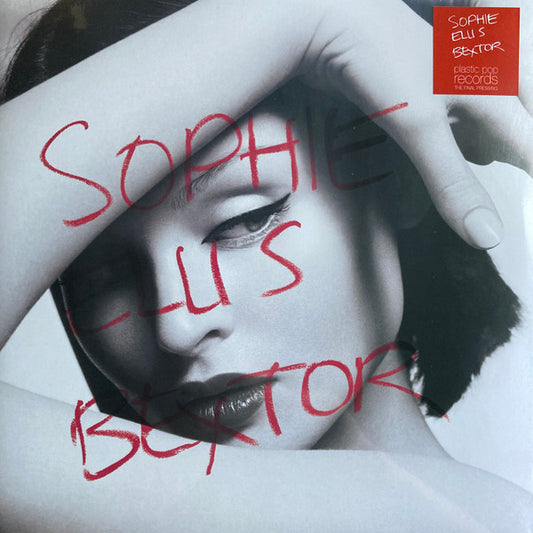 SOPHIE
ELLIS
BEXTOR
SOPHIE
ELLIS
BEXTOR
plastic pop
records
THE FINAL PRESSING